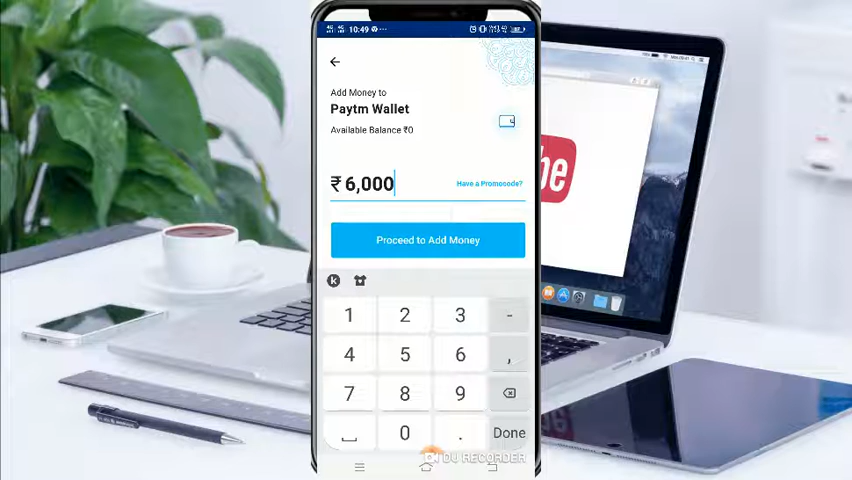 10:49
Add Money to
Paytm Wallet
Available Balance ₹0
₹ 6,000
Have a Promocode?
Proceed to Add Money
k
1 2 3 -
4 5 6 ,
7 8 9
0 . Done
DU RECORDER
be